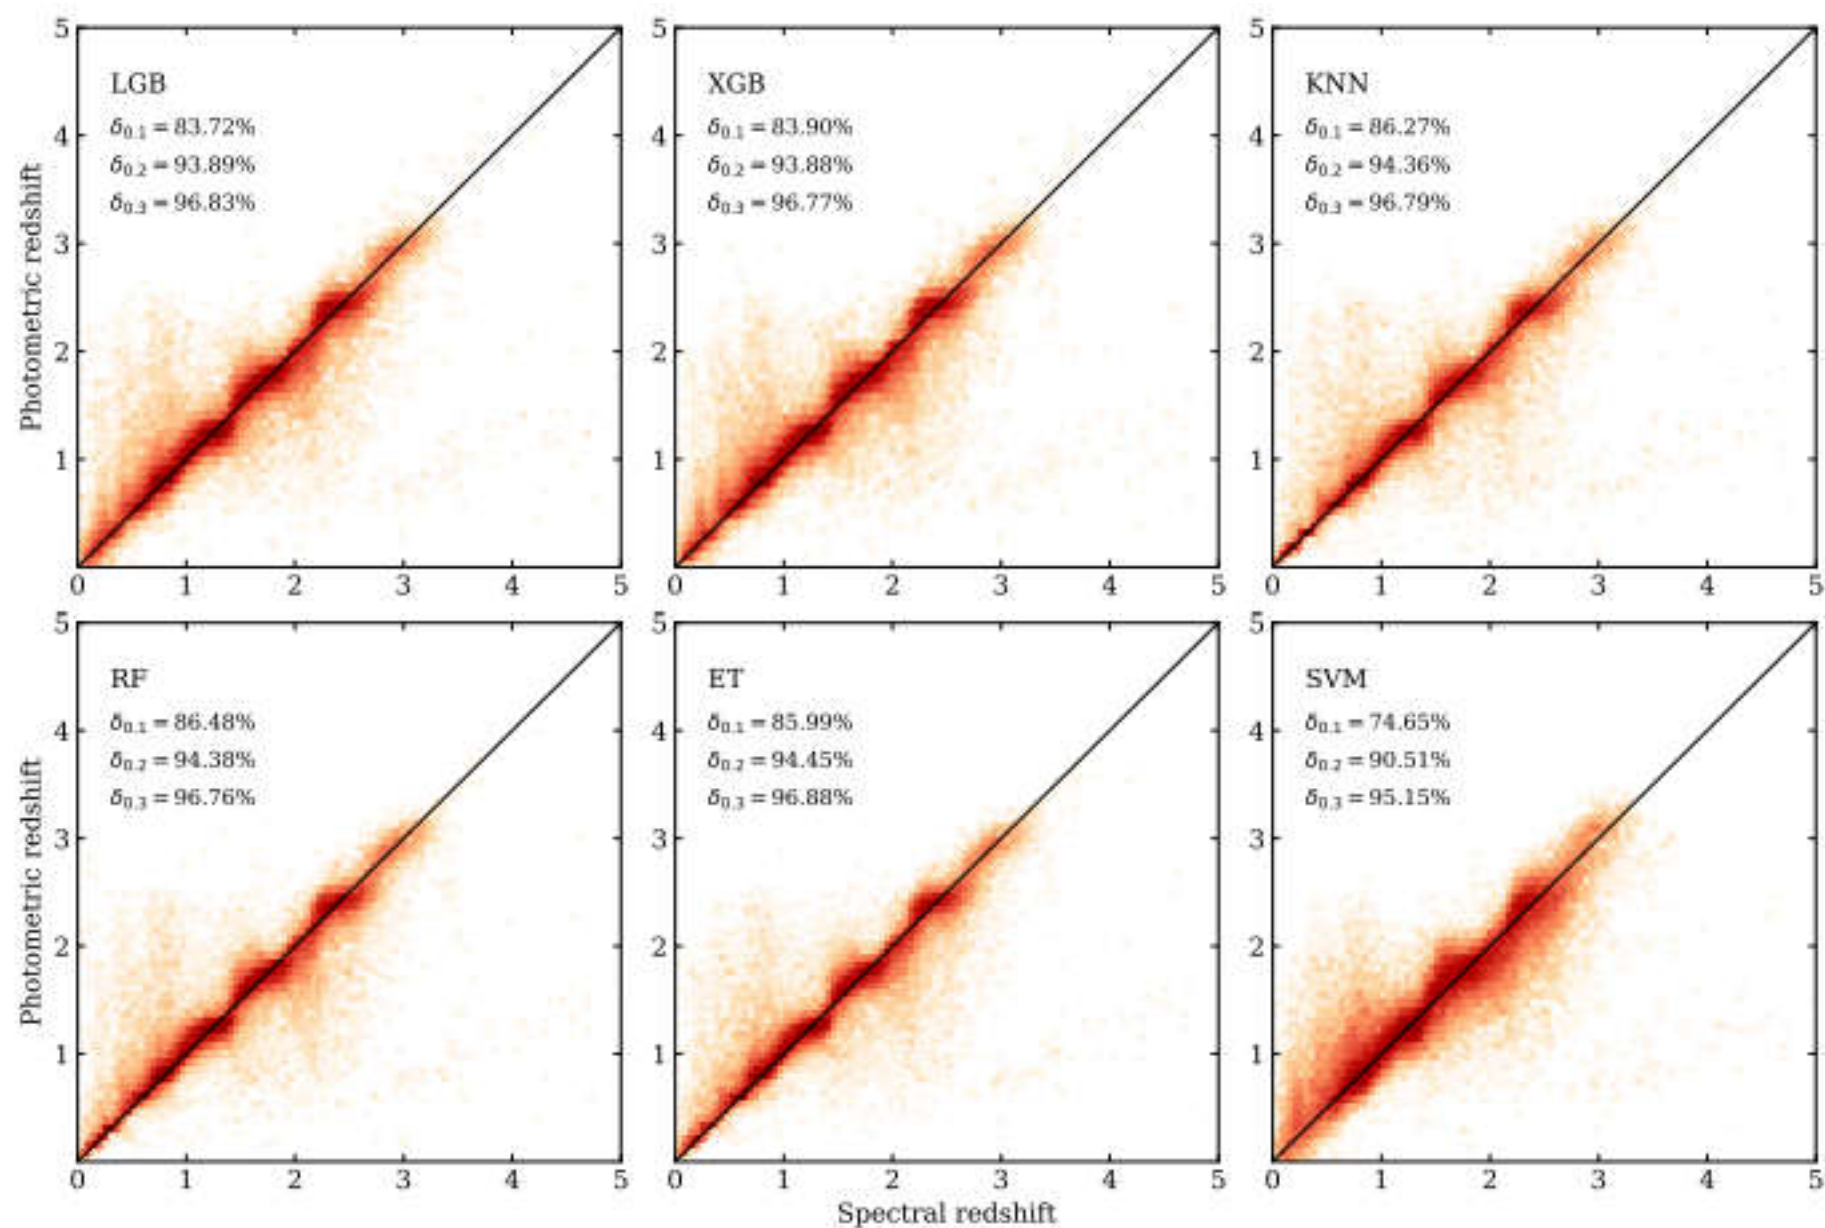 LGB
δ0.1 = 83.72%
δ0.2 = 93.89%
δ0.3 = 96.83%
XGB
δ0.1 = 83.90%
δ0.2 = 93.88%
δ0.3 = 96.77%
KNN
δ0.1 = 86.27%
δ0.2 = 94.36%
δ0.3 = 96.79%
Photometric redshift
5
4
3
2
1
0 1 2 3 4 5
5
4
3
2
1
0 1 2 3 4 5
5
4
3
2
1
0 1 2 3 4 5
RF
δ0.1 = 86.48%
δ0.2 = 94.38%
δ0.3 = 96.76%
ET
δ0.1 = 85.99%
δ0.2 = 94.45%
δ0.3 = 96.88%
SVM
δ0.1 = 74.65%
δ0.2 = 90.51%
δ0.3 = 95.15%
Photometric redshift
5
4
3
2
1
0 1 2 3 4 5
5
4
3
2
1
0 1 2 3 4 5
5
4
3
2
1
0 1 2 3 4 5
Spectral redshift